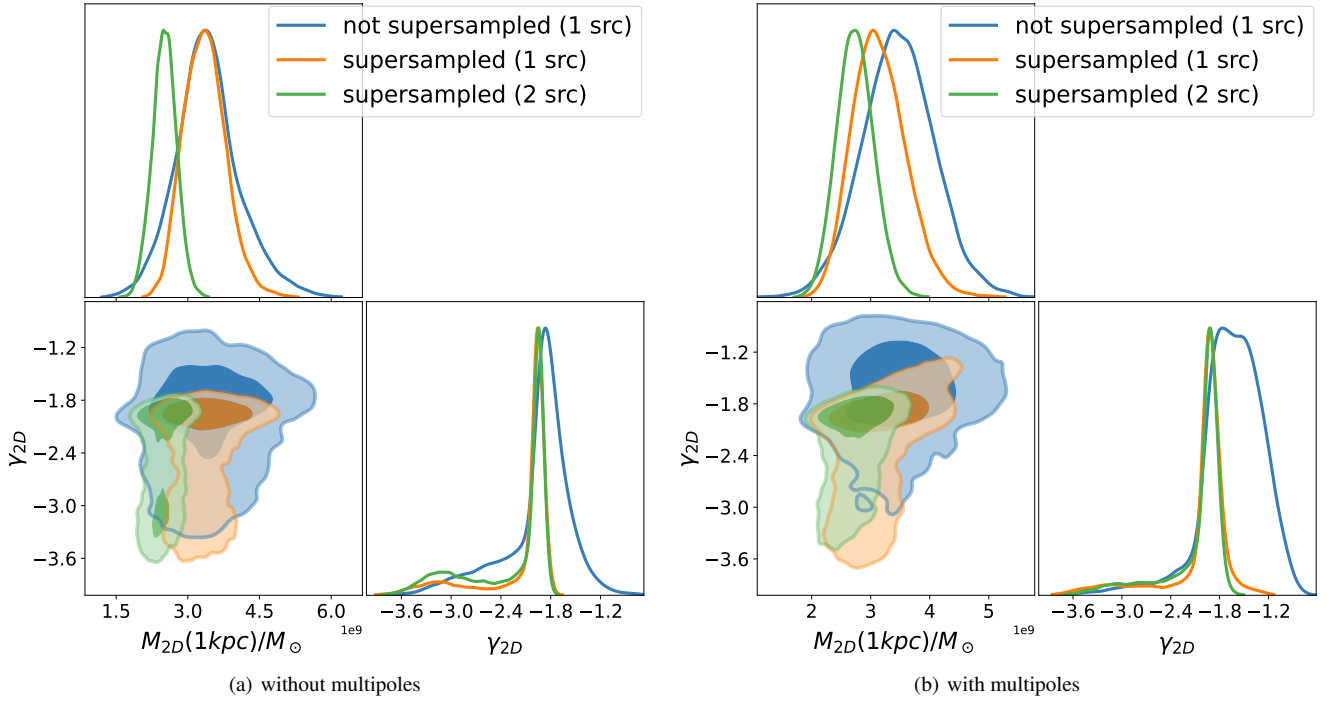 not supersampled (1 src)
supersampled (1 src)
supersampled (2 src)
−1.2
−1.8
−2.4
−3.0
−3.6
γ2D
1.5 3.0 4.5 6.0
1e9
M2D(1kpc)/M⊙
−3.6 −3.0 −2.4 −1.8 −1.2
γ2D
(a) without multipoles
not supersampled (1 src)
supersampled (1 src)
supersampled (2 src)
−1.2
−1.8
−2.4
−3.0
−3.6
γ2D
2 3 4 5
1e9
M2D(1kpc)/M⊙
−3.6 −3.0 −2.4 −1.8 −1.2
γ2D
(b) with multipoles